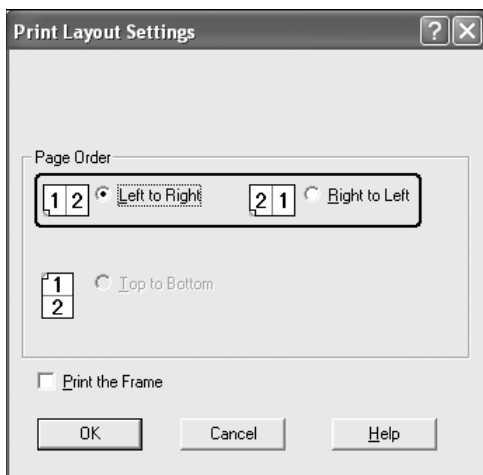 Print Layout Settings
Page Order
1 2 Left to Right 2 1 Right to Left
1
2
Top to Bottom
Print the Frame
OK Cancel Help